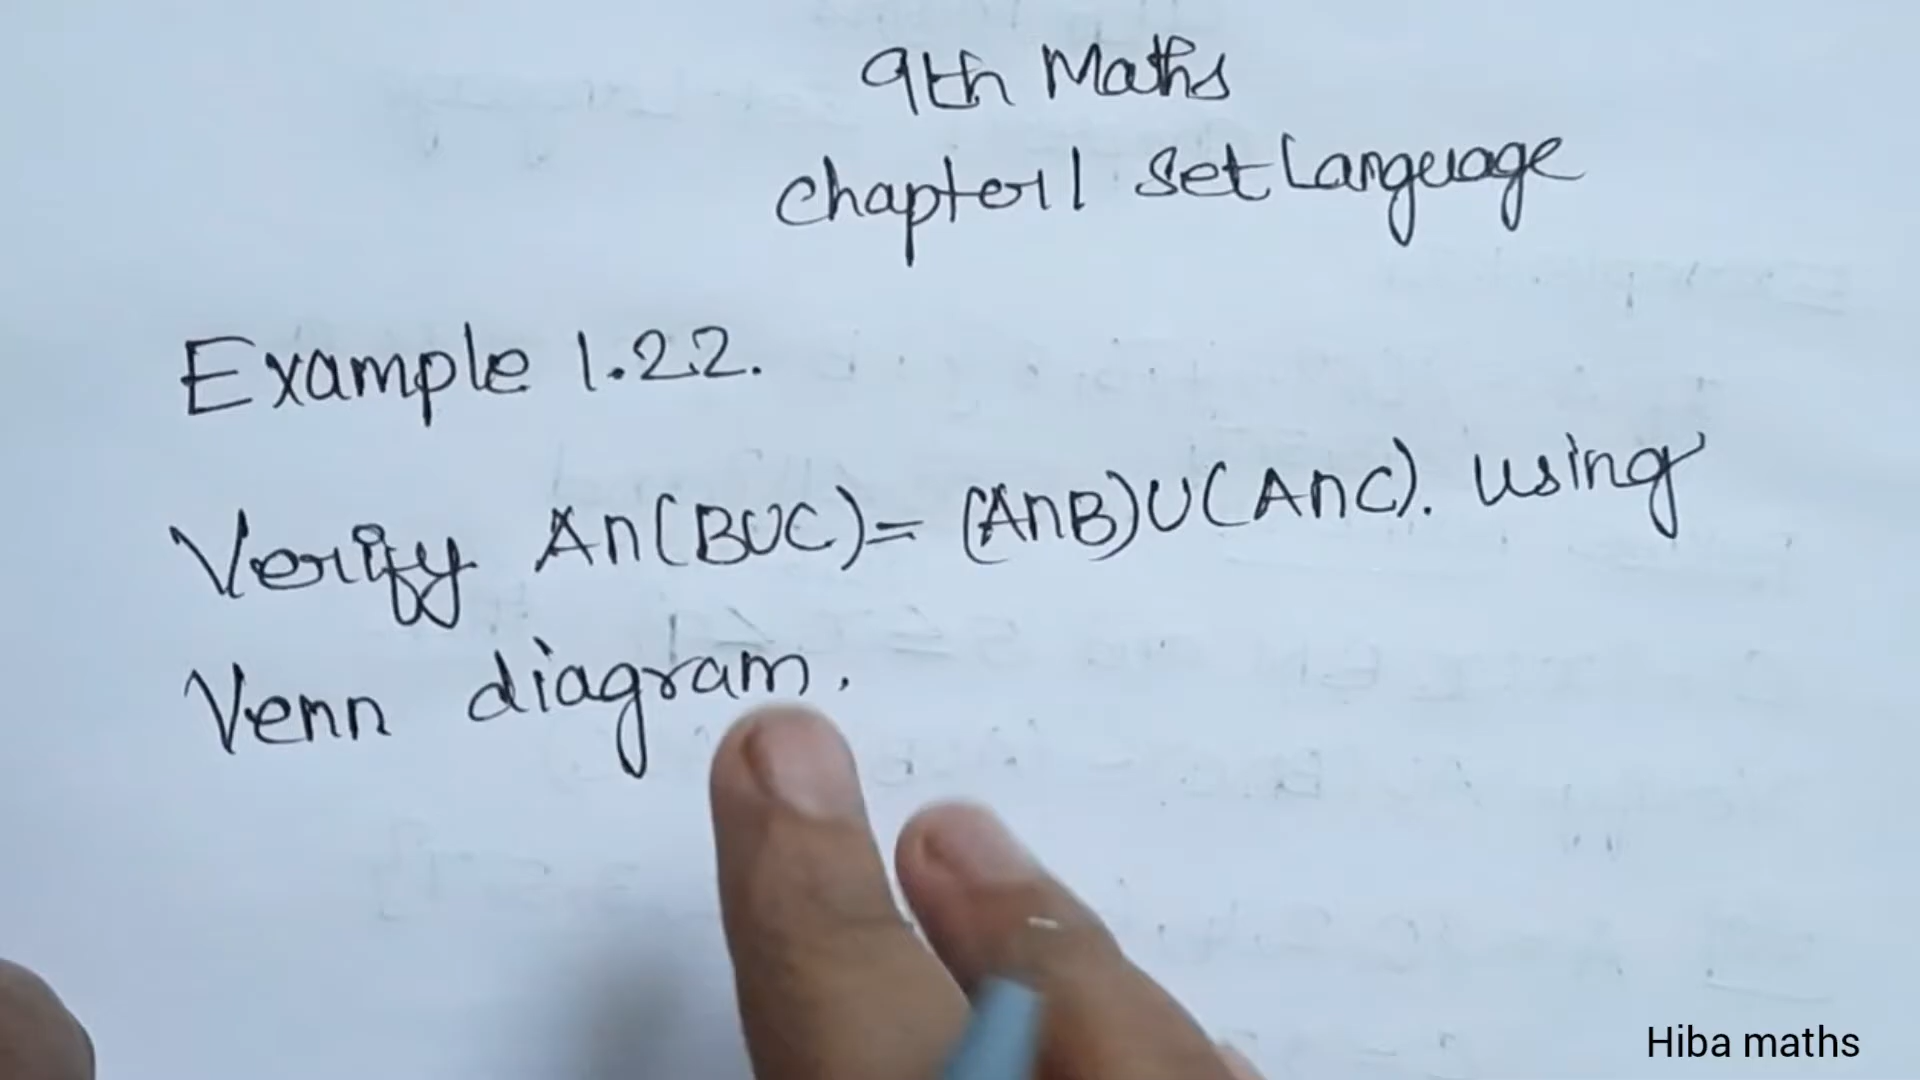 9th Maths
Chapter 1 Set Language
Example 1.22.
Verify A∩(B∪C)= (A∩B)∪(A∩C). using
Venn diagram.
Hiba maths